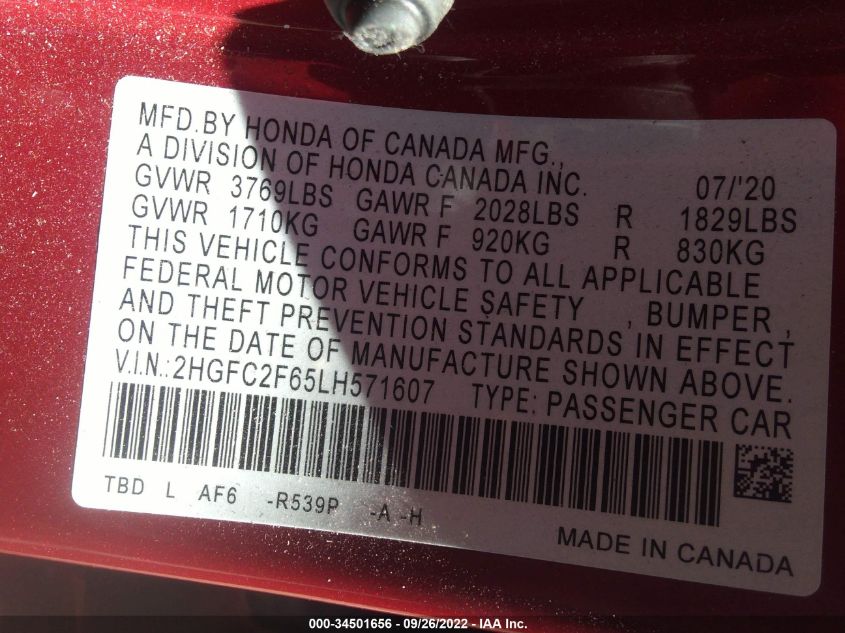 MFD.BY HONDA OF CANADA MFG.,
A DIVISION OF HONDA CANADA INC. 07/'20
GVWR 3769LBS GAWR F 2028LBS R 1829LBS
GVWR 1710KG GAWR F 920KG R 830KG
THIS VEHICLE CONFORMS TO ALL APPLICABLE
FEDERAL MOTOR VEHICLE SAFETY , BUMPER ,
AND THEFT PREVENTION STANDARDS IN EFFECT
ON THE DATE OF MANUFACTURE SHOWN ABOVE.
V.I.N.:2HGFC2F65LH571607 TYPE: PASSENGER CAR
TBD L AF6 -R539P -A -H
MADE IN CANADA
000-34501656 - 09/26/2022 - IAA Inc.